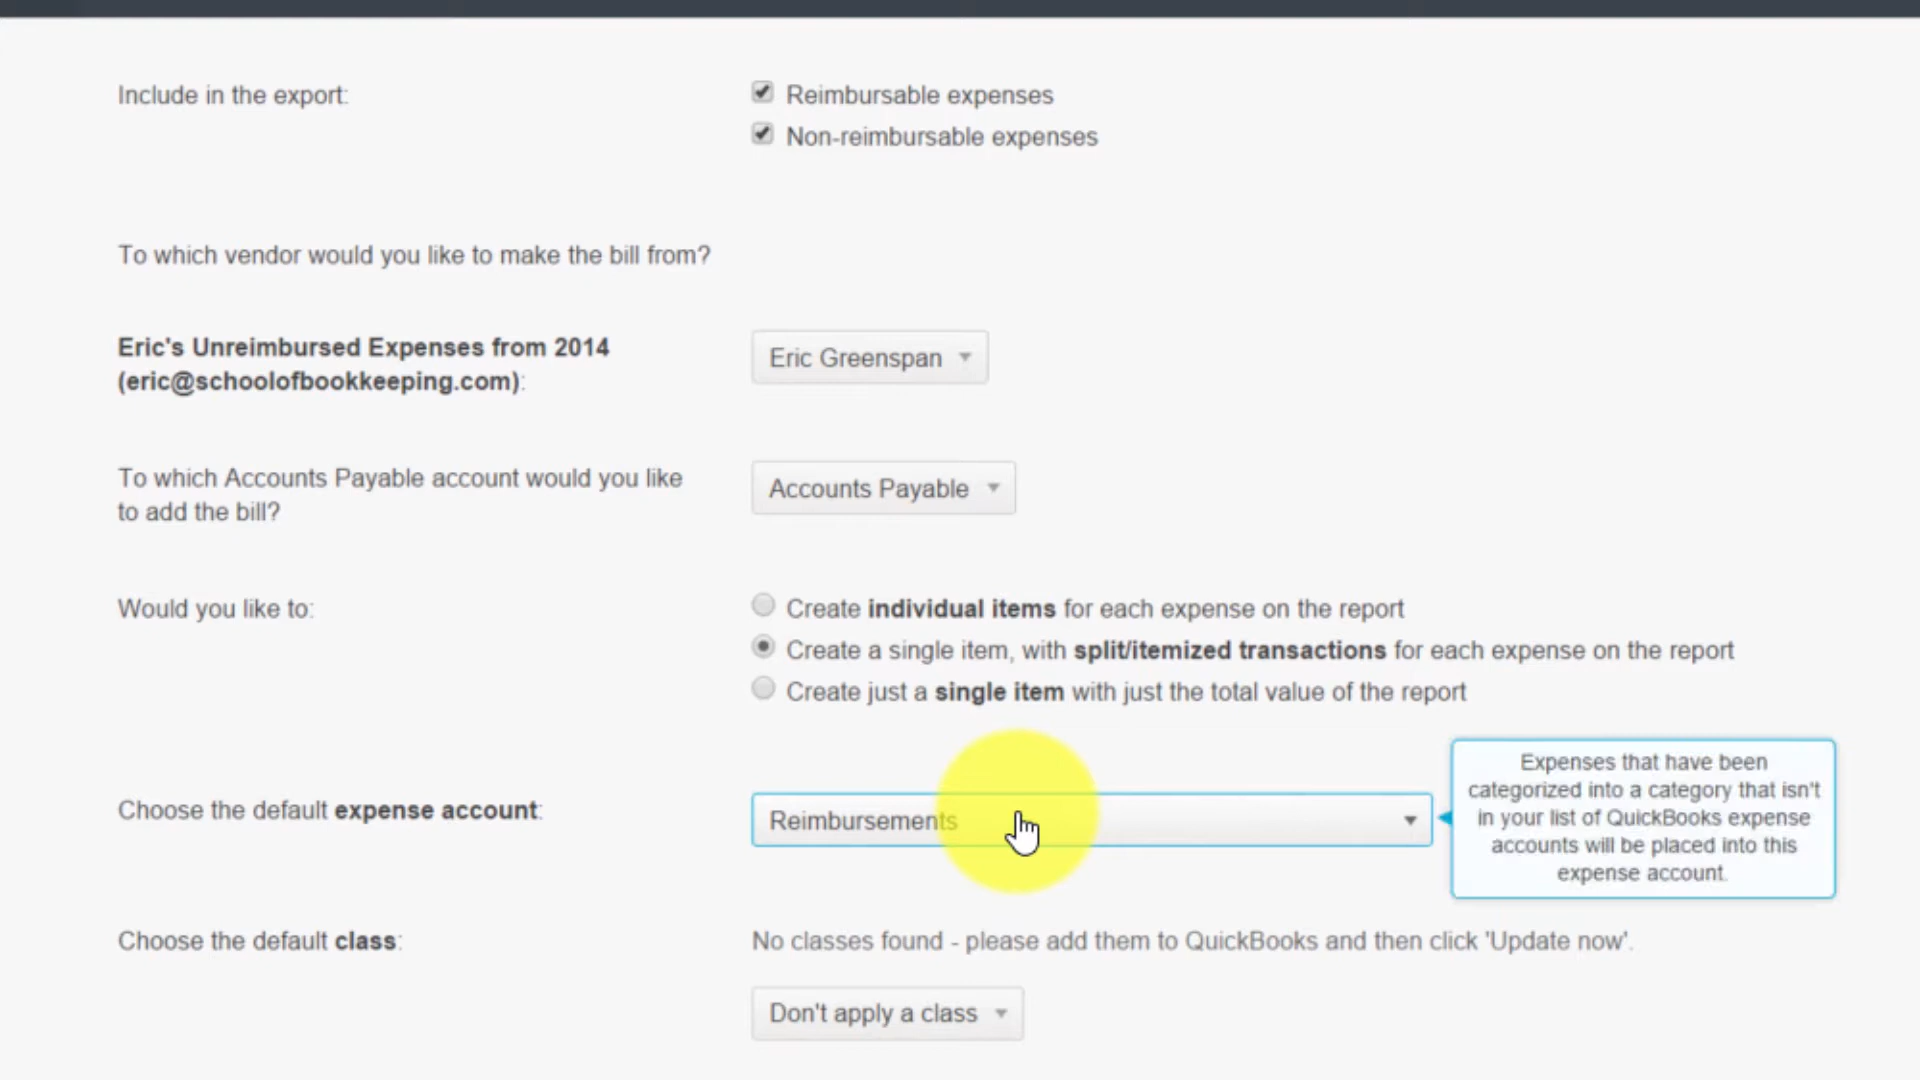 Include in the export:
Reimbursable expenses
Non-reimbursable expenses
To which vendor would you like to make the bill from?
Eric's Unreimbursed Expenses from 2014
(eric@schoolofbookkeeping.com):
Eric Greenspan
To which Accounts Payable account would you like
to add the bill?
Accounts Payable
Would you like to:
Create individual items for each expense on the report
Create a single item, with split/itemized transactions for each expense on the report
Create just a single item with just the total value of the report
Choose the default expense account:
Reimbursements
Expenses that have been
categorized into a category that isn't
in your list of QuickBooks expense
accounts will be placed into this
expense account.
Choose the default class:
No classes found - please add them to QuickBooks and then click 'Update now'.
Don't apply a class